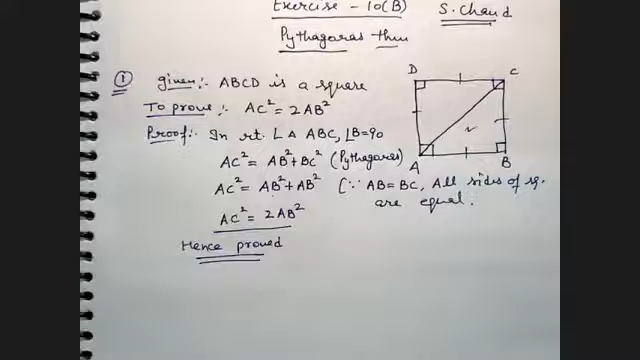 Exercise - 10(B) S. Chand
Pythagoras thm
① given:- ABCD is a square
To prove:- AC² = 2AB²
Proof:- In rt. ∠ Δ ABC, ∠B=90
AC² = AB² + BC² (Pythagoras)
AC² = AB² + AB² [∵ AB = BC, All sides of sq.
are equal.
AC² = 2AB²
Hence proved
D C
A B